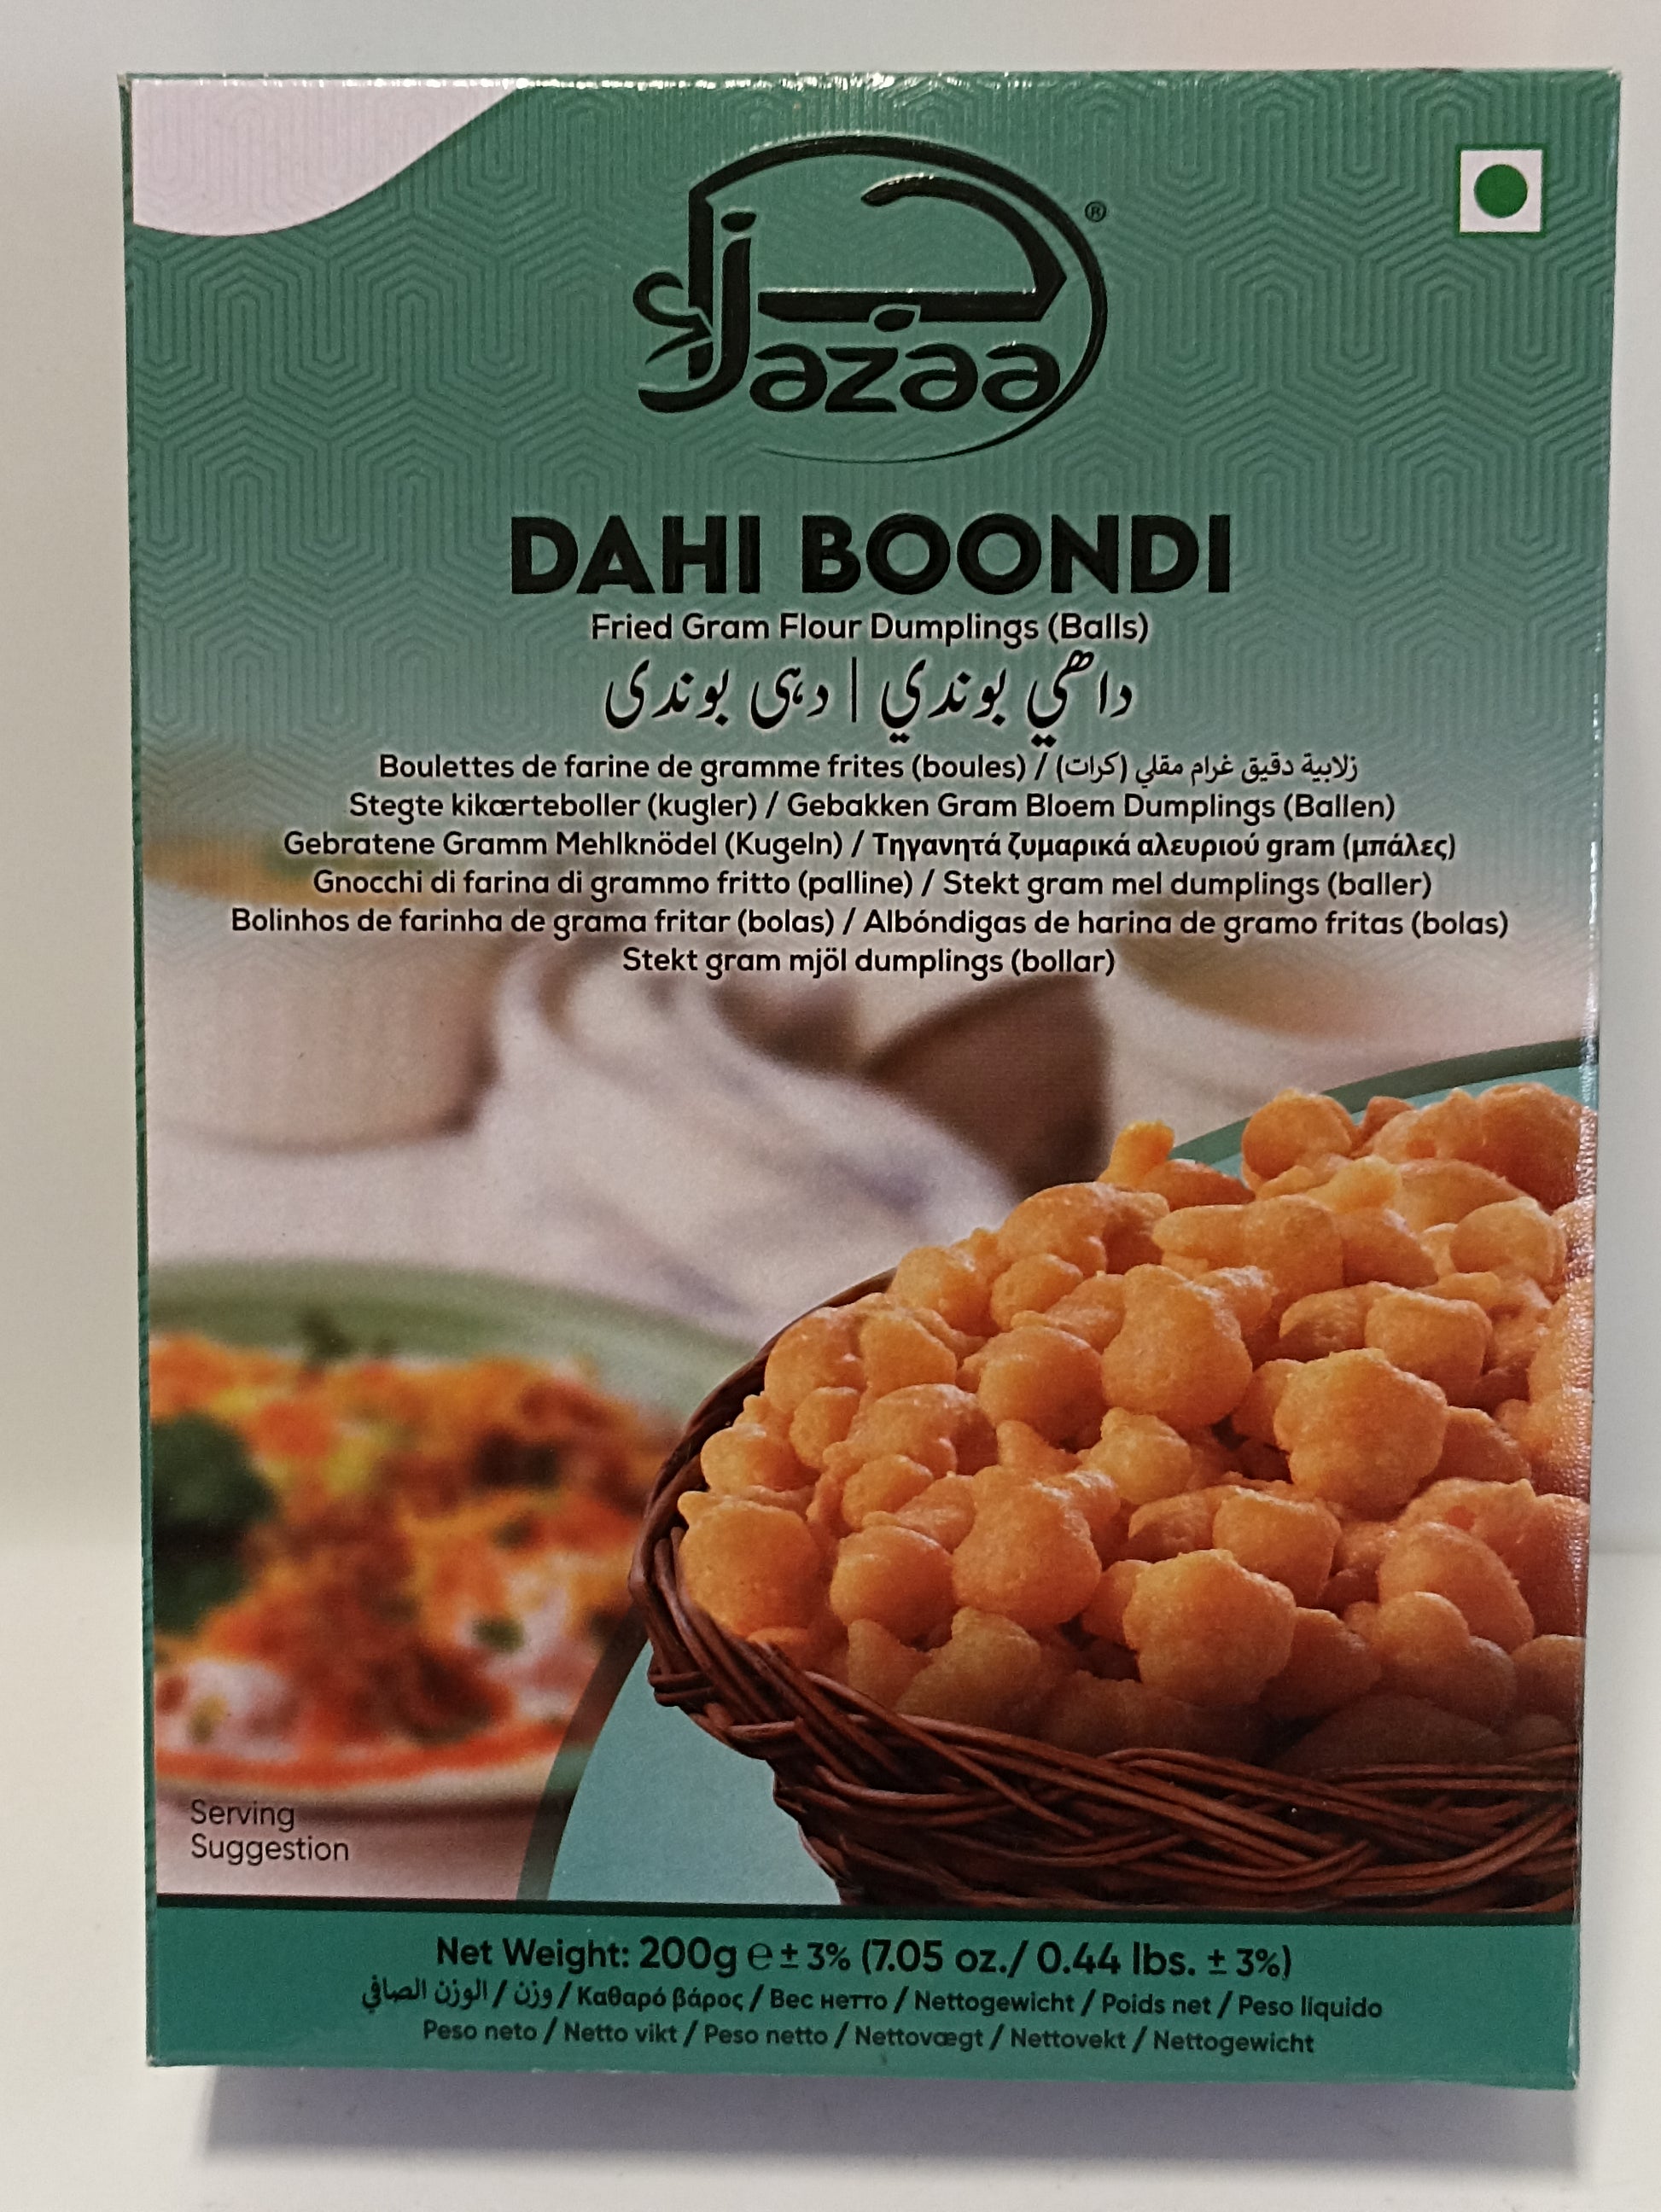 Jazaa®
DAHI BOONDI
Fried Gram Flour Dumplings (Balls)
داهي بوندي | دہی بوندی
Boulettes de farine de gramme frites (boules) / زلابية دقيق غرام مقلي (كرات)
Stegte kikærteboller (kugler) / Gebakken Gram Bloem Dumplings (Ballen)
Gebratene Gramm Mehlknödel (Kugeln) / Τηγανητά ζυμαρικά αλευριού gram (μπάλες)
Gnocchi di farina di grammo fritto (palline) / Stekt gram mel dumplings (baller)
Bolinhos de farinha de grama fritar (bolas) / Albóndigas de harina de gramo fritas (bolas)
Stekt gram mjöl dumplings (bollar)
Serving
Suggestion
Net Weight: 200g ℮ ± 3% (7.05 oz./ 0.44 lbs. ± 3%)
الوزن الصافي / وزن / Καθαρό βάρος / Вес нетто / Nettogewicht / Poids net / Peso líquido
Peso neto / Netto vikt / Peso netto / Nettovægt / Nettovekt / Nettogewicht